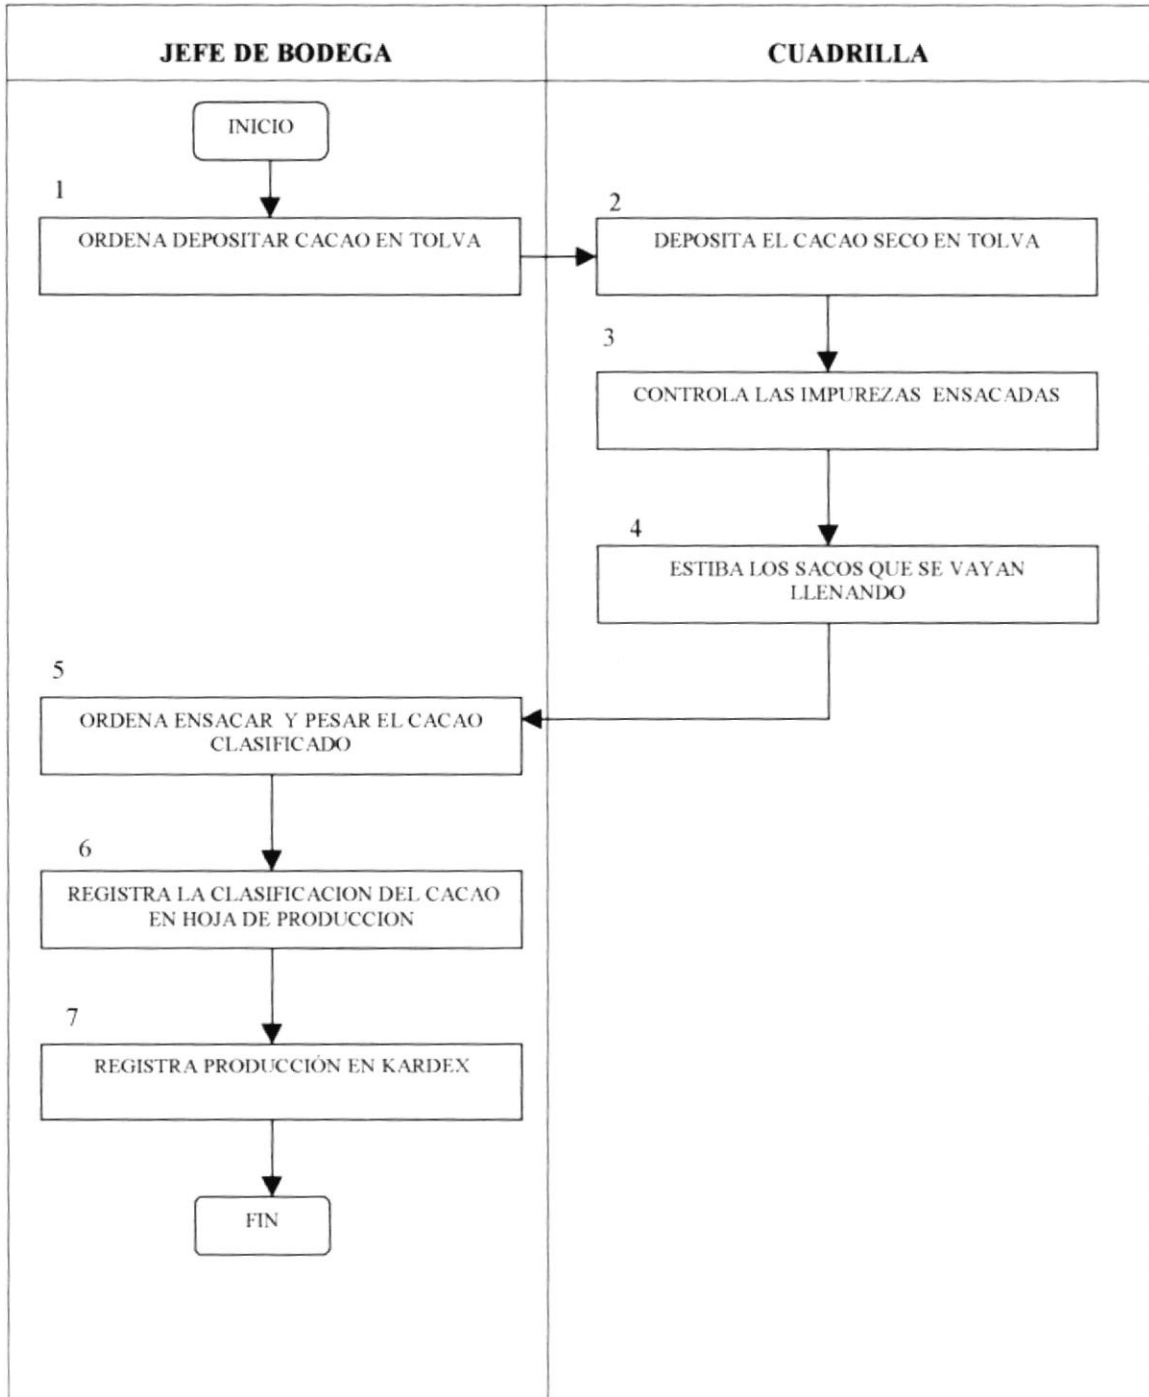 JEFE DE BODEGA
CUADRILLA
INICIO
1
ORDENA DEPOSITAR CACAO EN TOLVA
2
DEPOSITA EL CACAO SECO EN TOLVA
3
CONTROLA LAS IMPUREZAS ENSACADAS
4
ESTIBA LOS SACOS QUE SE VAYAN
LLENANDO
5
ORDENA ENSACAR Y PESAR EL CACAO
CLASIFICADO
6
REGISTRA LA CLASIFICACION DEL CACAO
EN HOJA DE PRODUCCION
7
REGISTRA PRODUCCIÓN EN KARDEX
FIN